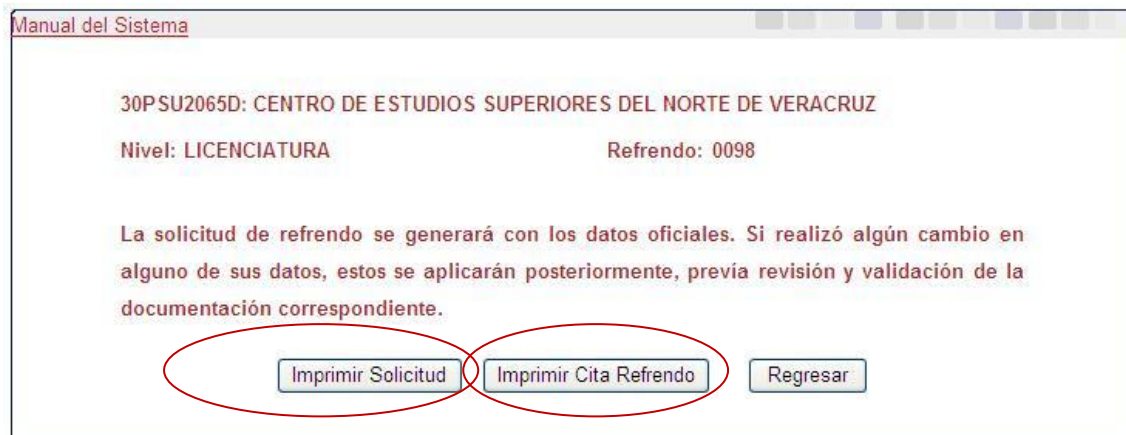 Manual del Sistema
30PSU2065D: CENTRO DE ESTUDIOS SUPERIORES DEL NORTE DE VERACRUZ
Nivel: LICENCIATURA Refrendo: 0098
La solicitud de refrendo se generará con los datos oficiales. Si realizó algún cambio en
alguno de sus datos, estos se aplicarán posteriormente, previa revisión y validación de la
documentación correspondiente.
Imprimir Solicitud Imprimir Cita Refrendo Regresar